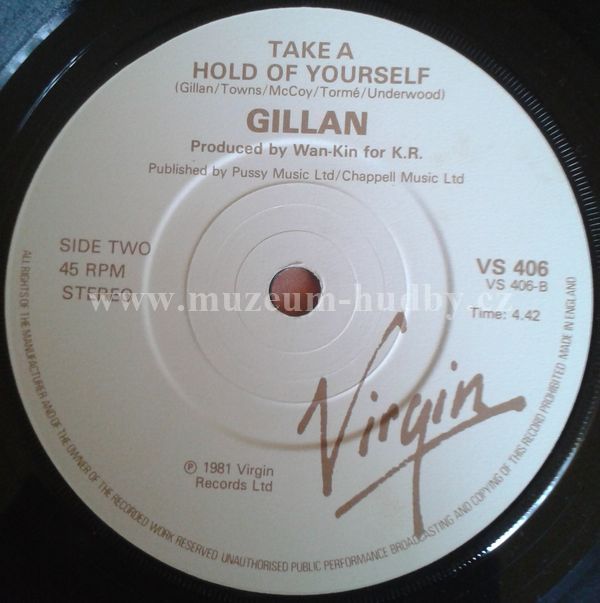 TAKE A
HOLD OF YOURSELF
(Gillan/Towns/McCoy/Tormé/Underwood)
GILLAN
Produced by Wan-Kin for K.R.
Published by Pussy Music Ltd/Chappell Music Ltd
SIDE TWO
45 RPM
STEREO
VS 406
VS 406-B
Time: 4.42
www.muzeum-hudby.cz
Virgin
℗ 1981 Virgin
Records Ltd
ALL RIGHTS OF THE MANUFACTURER AND OF THE OWNER OF THE RECORDED WORK RESERVED. UNAUTHORISED PUBLIC PERFORMANCE BROADCASTING AND COPYING OF THIS RECORD PROHIBITED. MADE IN ENGLAND